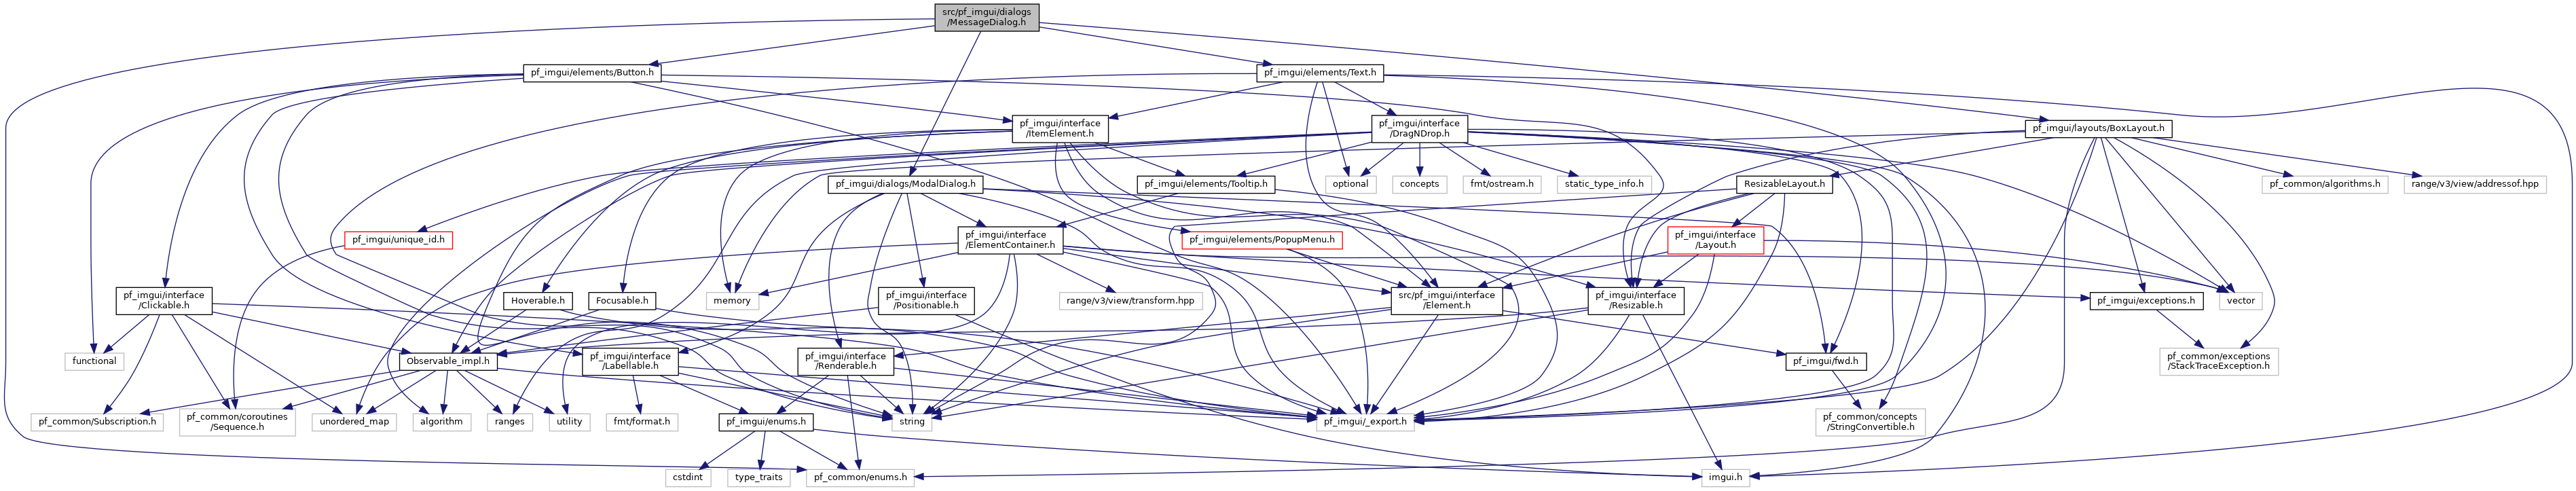 src/pf_imgui/dialogs
/MessageDialog.h
pf_imgui/elements/Button.h
pf_imgui/elements/Text.h
pf_imgui/interface
/ItemElement.h
pf_imgui/interface
/DragNDrop.h
pf_imgui/layouts/BoxLayout.h
pf_imgui/dialogs/ModalDialog.h
pf_imgui/elements/Tooltip.h
optional
concepts
fmt/ostream.h
static_type_info.h
ResizableLayout.h
pf_common/algorithms.h
range/v3/view/addressof.hpp
pf_imgui/unique_id.h
pf_imgui/interface
/ElementContainer.h
pf_imgui/elements/PopupMenu.h
pf_imgui/interface
/Layout.h
pf_imgui/interface
/Clickable.h
Hoverable.h
Focusable.h
memory
pf_imgui/interface
/Positionable.h
range/v3/view/transform.hpp
src/pf_imgui/interface
/Element.h
pf_imgui/interface
/Resizable.h
pf_imgui/exceptions.h
vector
functional
Observable_impl.h
pf_imgui/interface
/Labellable.h
pf_imgui/interface
/Renderable.h
pf_imgui/fwd.h
pf_common/exceptions
/StackTraceException.h
pf_common/Subscription.h
pf_common/coroutines
/Sequence.h
unordered_map
algorithm
ranges
utility
fmt/format.h
pf_imgui/enums.h
string
pf_imgui/_export.h
pf_common/concepts
/StringConvertible.h
cstdint
type_traits
pf_common/enums.h
imgui.h